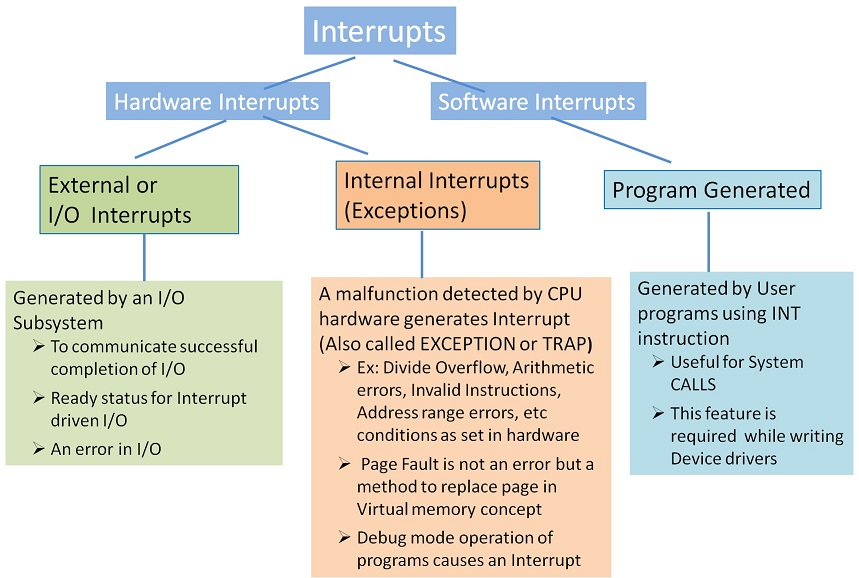 Interrupts
Hardware Interrupts
Software Interrupts
External or
I/O Interrupts
Internal Interrupts
(Exceptions)
Program Generated
Generated by an I/O
Subsystem
➢ To communicate successful
completion of I/O
➢ Ready status for Interrupt
driven I/O
➢ An error in I/O
A malfunction detected by CPU
hardware generates Interrupt
(Also called EXCEPTION or TRAP)
➢ Ex: Divide Overflow, Arithmetic
errors, Invalid Instructions,
Address range errors, etc
conditions as set in hardware
➢ Page Fault is not an error but a
method to replace page in
Virtual memory concept
➢ Debug mode operation of
programs causes an Interrupt
Generated by User
programs using INT
instruction
➢ Useful for System
CALLS
➢ This feature is
required while writing
Device drivers